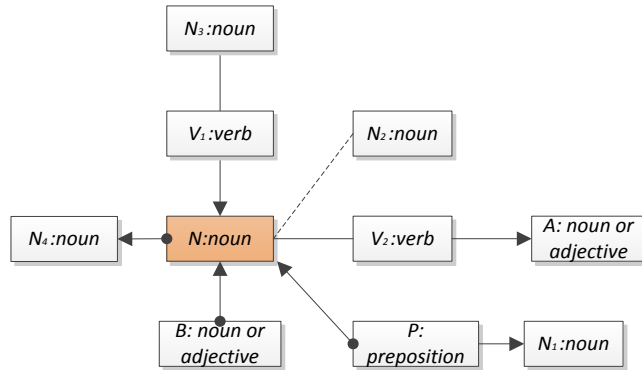 N₃:noun
V₁:verb
N₂:noun
N₄:noun
N:noun
V₂:verb
A: noun or
adjective
B: noun or
adjective
P:
preposition
N₁:noun